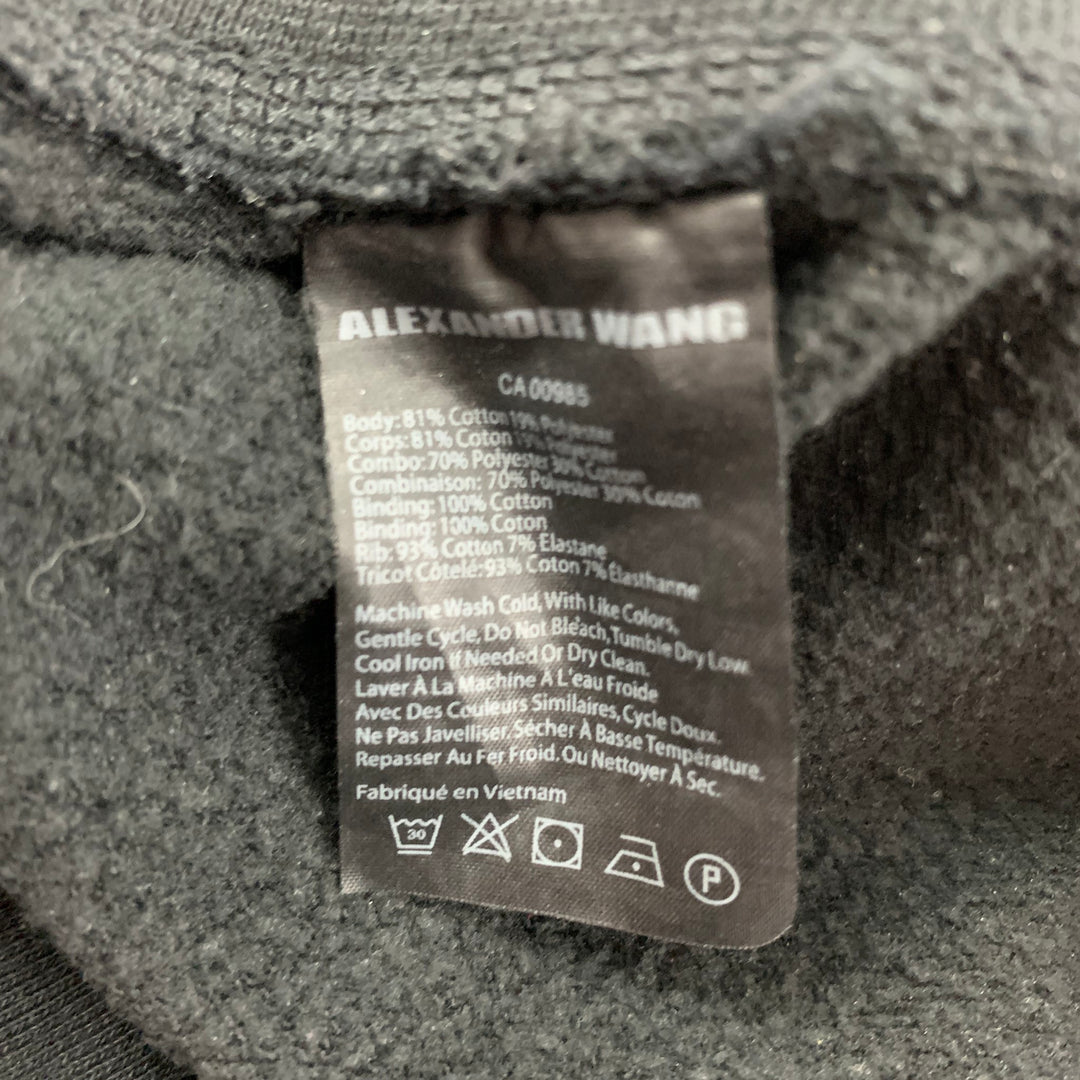 ALEXANDER WANG
CA 00985
Body: 81% Cotton 19% Polyester
Corps: 81% Coton 19% Polyester
Combo: 70% Polyester 30% Cotton
Combinaison: 70% Polyester 30% Coton
Binding: 100% Cotton
Binding: 100% Coton
Rib: 93% Cotton 7% Elastane
Tricot Côtelé: 93% Coton 7% Élasthanne
Machine Wash Cold, With Like Colors,
Gentle Cycle, Do Not Bleach, Tumble Dry Low
Cool Iron If Needed Or Dry Clean.
Laver À La Machine À L'eau Froide
Avec Des Couleurs Similaires, Cycle Doux.
Ne Pas Javelliser. Sécher À Basse Température.
Repasser Au Fer Froid. Ou Nettoyer À Sec.
Fabriqué en Vietnam
30 P